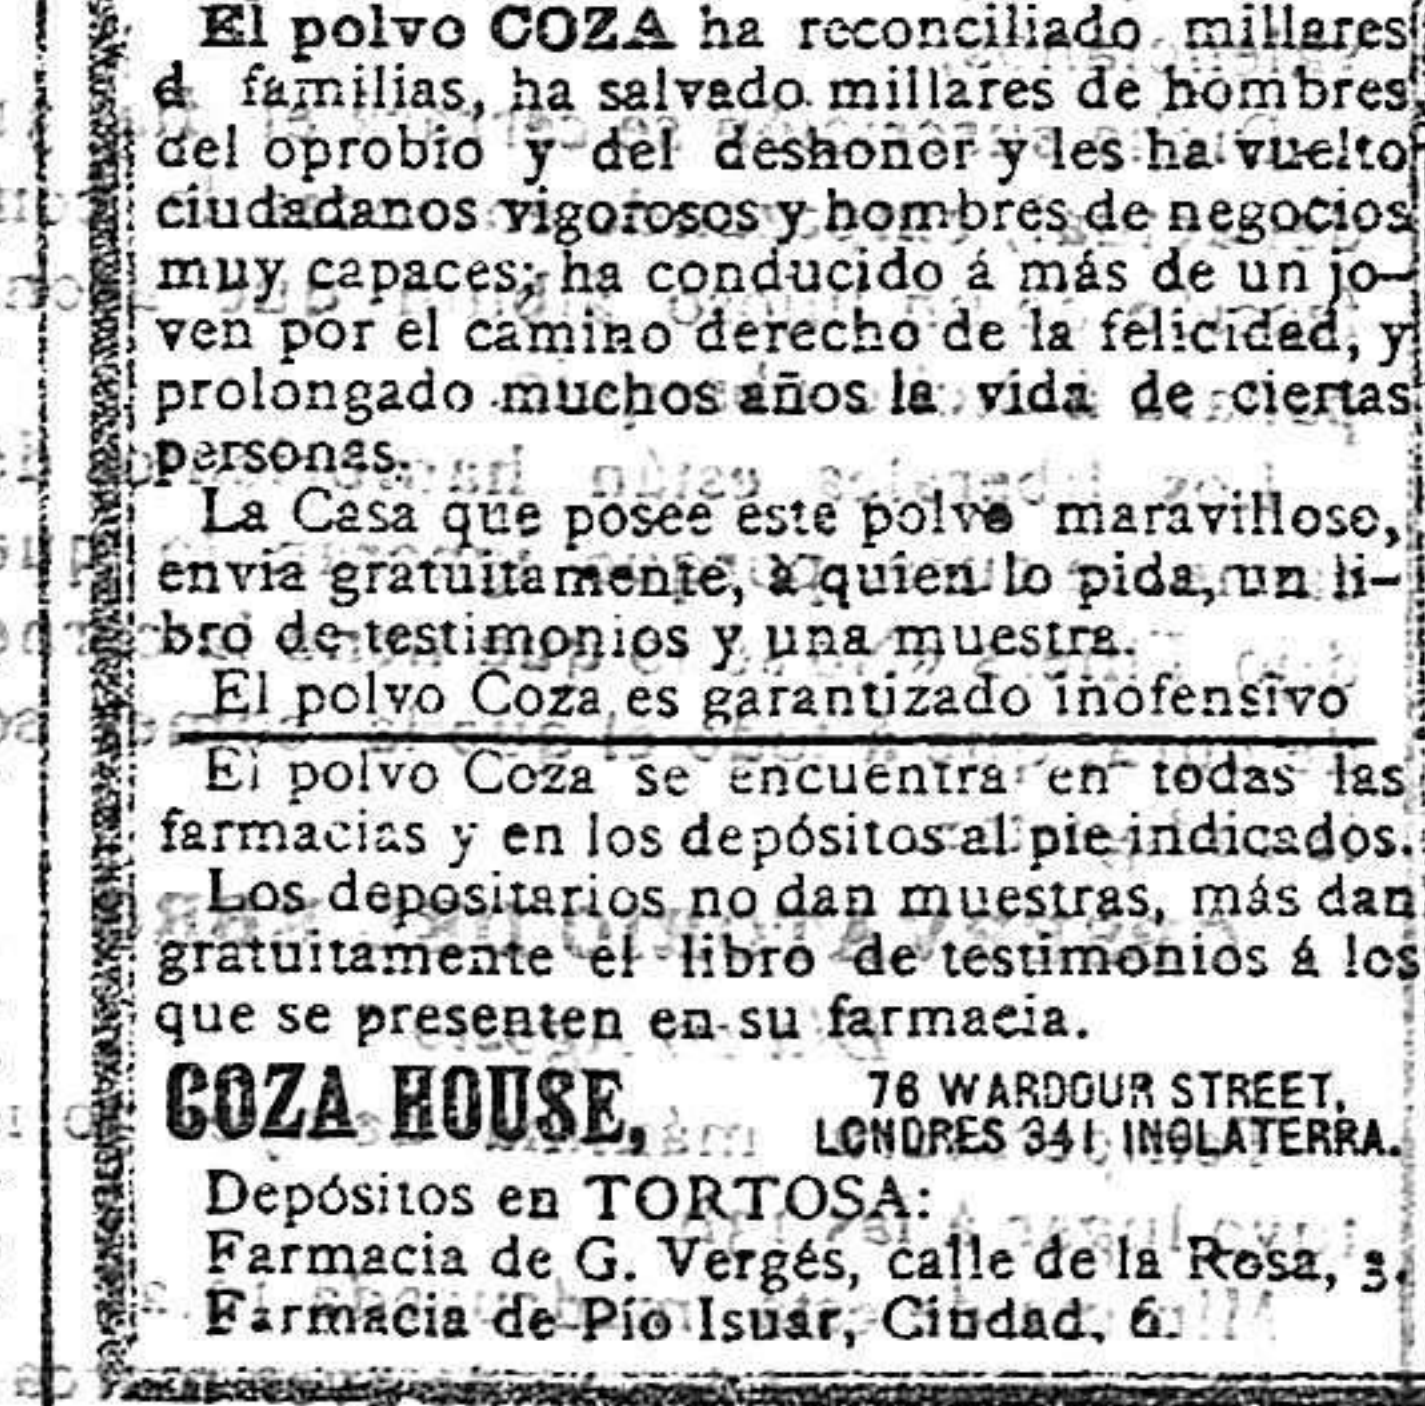 El polvo COZA ha reconciliado millares
d familias, ha salvado millares de hombres
del oprobio y del deshonor y les ha vuelto
ciudadanos vigorosos y hombres de negocios
muy capaces; ha conducido á más de un jo-
ven por el camino derecho de la felicidad, y
prolongado muchos años la vida de ciertas
personas.
La Casa que posee este polvo maravilloso,
envia gratuitamente, à quien lo pida, un li-
bro de testimonios y una muestra.
El polvo Coza es garantizado inofensivo
El polvo Coza se encuentra en todas las
farmacias y en los depósitos al pie indicados.
Los depositarios no dan muestras, más dan
gratuitamente el libro de testimonios á los
que se presenten en su farmacia.
COZA HOUSE,
76 WARDOUR STREET,
LONDRES 341 INGLATERRA.
Depósitos en TORTOSA:
Farmacia de G. Vergés, calle de la Rosa, 3.
Farmacia de Pío Isuar, Ciudad, 6.